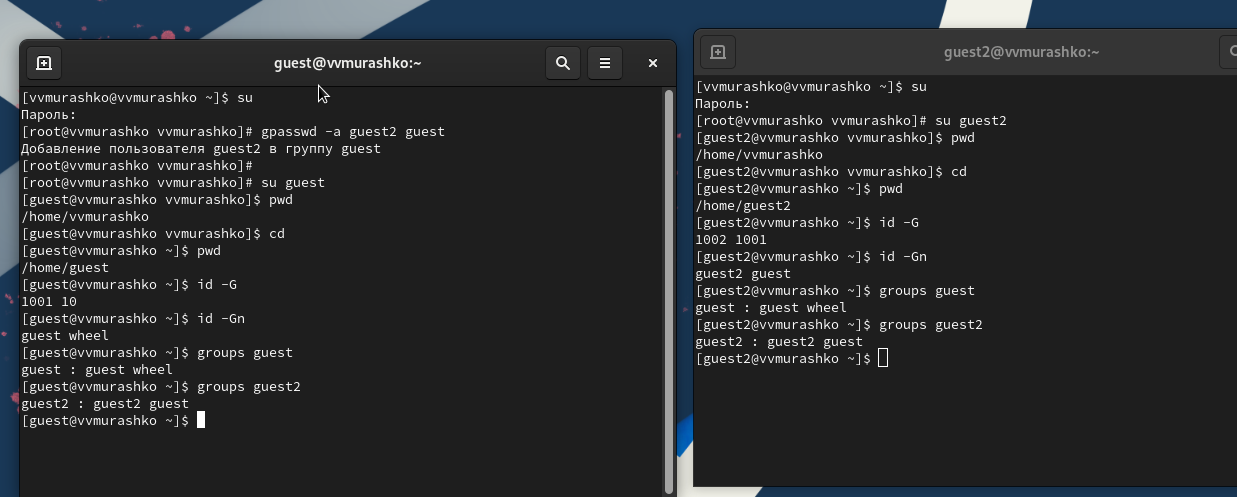 guest@vvmurashko:~
[vvmurashko@vvmurashko ~]$ su
Пароль:
[root@vvmurashko vvmurashko]# gpasswd -a guest2 guest
Добавление пользователя guest2 в группу guest
[root@vvmurashko vvmurashko]#
[root@vvmurashko vvmurashko]# su guest
[guest@vvmurashko vvmurashko]$ pwd
/home/vvmurashko
[guest@vvmurashko vvmurashko]$ cd
[guest@vvmurashko ~]$ pwd
/home/guest
[guest@vvmurashko ~]$ id -G
1001 10
[guest@vvmurashko ~]$ id -Gn
guest wheel
[guest@vvmurashko ~]$ groups guest
guest : guest wheel
[guest@vvmurashko ~]$ groups guest2
guest2 : guest2 guest
[guest@vvmurashko ~]$
guest2@vvmurashko:~
[vvmurashko@vvmurashko ~]$ su
Пароль:
[root@vvmurashko vvmurashko]# su guest2
[guest2@vvmurashko vvmurashko]$ pwd
/home/vvmurashko
[guest2@vvmurashko vvmurashko]$ cd
[guest2@vvmurashko ~]$ pwd
/home/guest2
[guest2@vvmurashko ~]$ id -G
1002 1001
[guest2@vvmurashko ~]$ id -Gn
guest2 guest
[guest2@vvmurashko ~]$ groups guest
guest : guest wheel
[guest2@vvmurashko ~]$ groups guest2
guest2 : guest2 guest
[guest2@vvmurashko ~]$